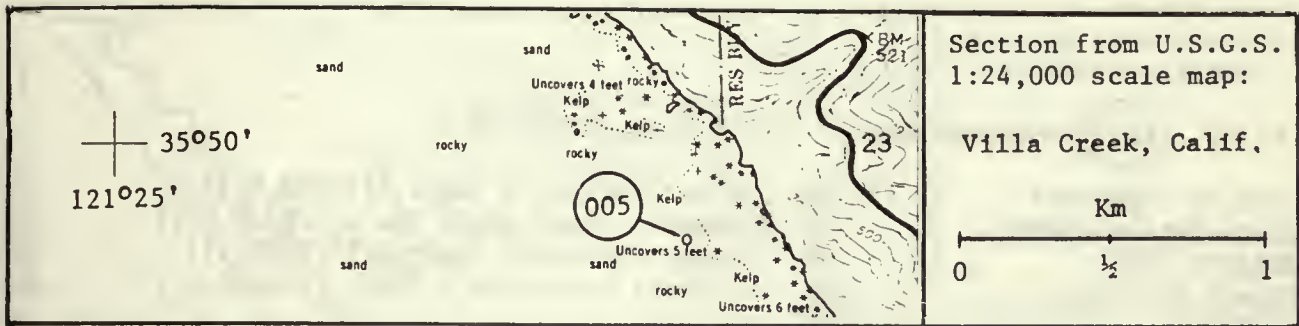 sand
sand
Uncovers 4 feet
rocky
Kelp
Kelp
rocky
rocky
35°50'
121°25'
005
Kelp
Uncovers 5 feet
sand
sand
Kelp
rocky
Uncovers 6 feet
BM
521
23
500
Section from U.S.G.S.
1:24,000 scale map:
Villa Creek, Calif.
Km
0 ½ 1